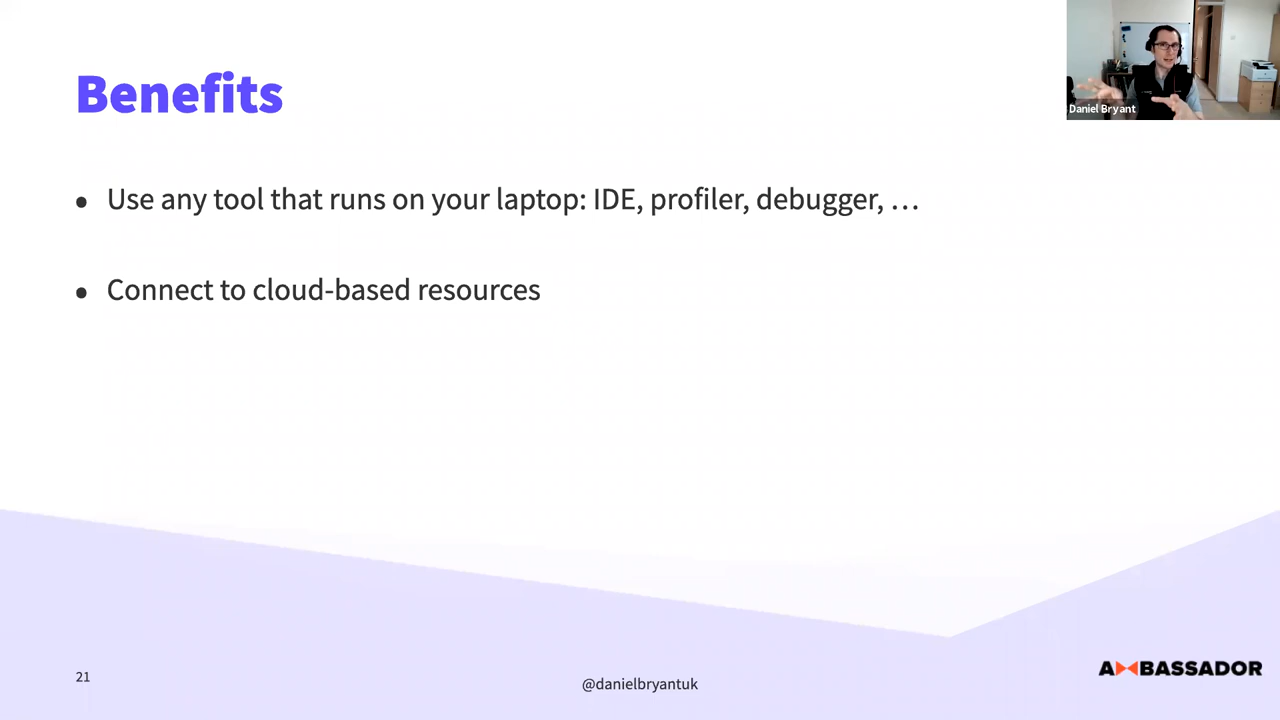 Benefits
Daniel Bryant
• Use any tool that runs on your laptop: IDE, profiler, debugger, …
• Connect to cloud-based resources
21
@danielbryantuk
AMBASSADOR